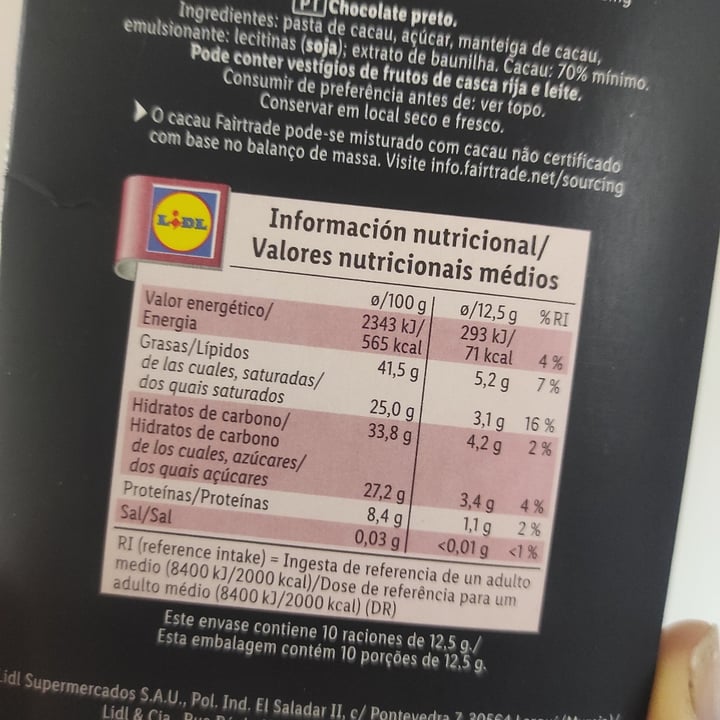 PT Chocolate preto.
Ingredientes: pasta de cacau, açúcar, manteiga de cacau,
emulsionante: lecitinas (soja); extrato de baunilha. Cacau: 70% mínimo.
Pode conter vestígios de frutos de casca rija e leite.
Consumir de preferência antes de: ver topo.
Conservar em local seco e fresco.
O cacau Fairtrade pode-se misturado com cacau não certificado
com base no balanço de massa. Visite info.fairtrade.net/sourcing
LIDL
Información nutricional/
Valores nutricionais médios
ø/100 g ø/12,5 g % RI
Valor energético/ 2343 kJ/ 293 kJ/
Energia 565 kcal 71 kcal 4 %
Grasas/Lípidos 41,5 g 5,2 g 7 %
de las cuales, saturadas/
dos quais saturados 25,0 g 3,1 g 16 %
Hidratos de carbono/
Hidratos de carbono 33,8 g 4,2 g 2 %
de los cuales, azúcares/
dos quais açúcares 27,2 g 3,4 g 4 %
Proteínas/Proteínas 8,4 g 1,1 g 2 %
Sal/Sal 0,03 g <0,01 g <1 %
RI (reference intake) = Ingesta de referencia de un adulto
medio (8400 kJ/2000 kcal)/Dose de referência para um
adulto médio (8400 kJ/2000 kcal) (DR)
Este envase contiene 10 raciones de 12,5 g./
Esta embalagem contém 10 porções de 12,5 g.
Lidl Supermercados S.A.U., Pol. Ind. El Saladar II, c/ Pontevedra 7
Lidl & Cia